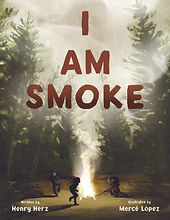 I
AM
SMOKE
Written by
Henry Herz
Illustrated by
Mercè López